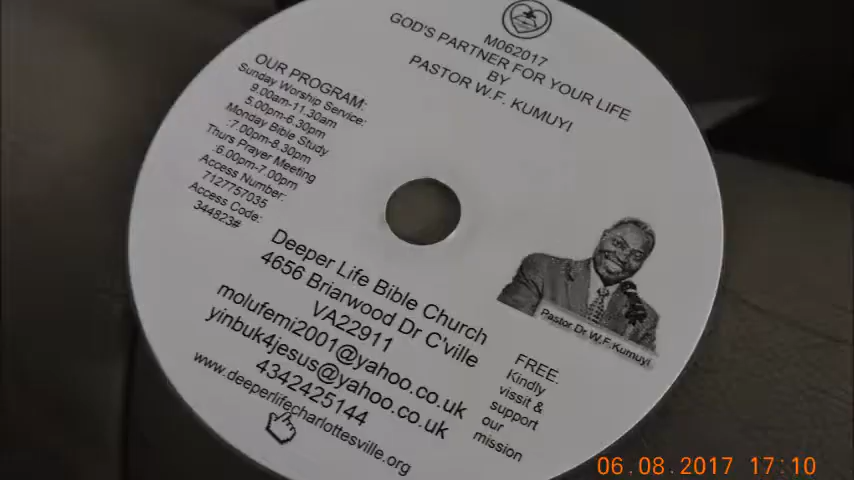 GOD'S PARTNER FOR YOUR LIFE
M062017
BY
PASTOR W.F. KUMUYI
OUR PROGRAM:
Sunday Worship Service:
9.00am-11.30am
5.00pm-6.30pm
Monday Bible Study
:7.00pm-8.30pm
Thurs Prayer Meeting
:6.00pm-7.00pm
Access Number:
7127757035
Access Code:
344823#
Deeper Life Bible Church
4656 Briarwood Dr C'ville
VA22911
molufemi2001@yahoo.co.uk
yinbuk4jesus@yahoo.co.uk
4342425144
www.deeperlifecharlottesville.org
Pastor Dr W.F.Kumuyi
FREE.
Kindly
vissit &
support
our
mission
06.08.2017 17:10